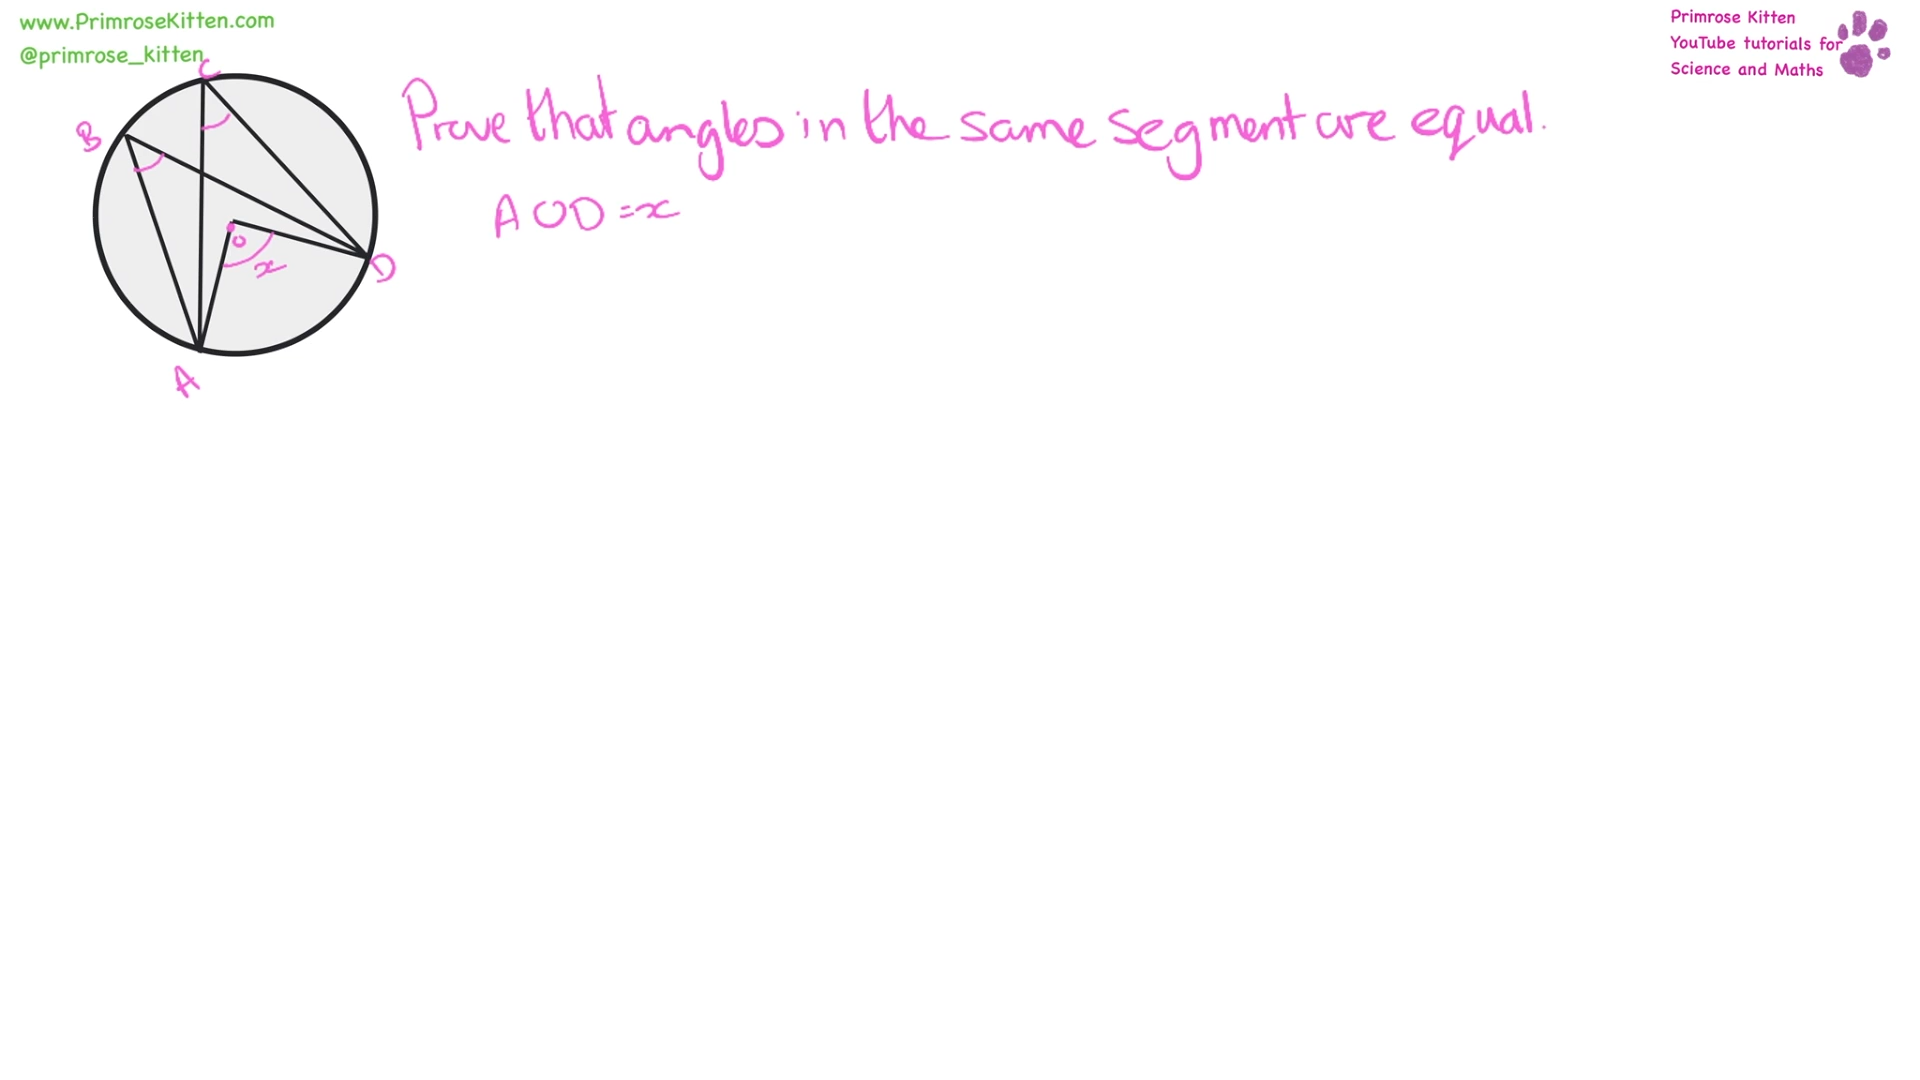 www.PrimroseKitten.com
@primrose_kitten
Primrose Kitten
YouTube tutorials for
Science and Maths
Prove that angles in the same segment are equal.
AOD = x
C
B
O
x
D
A